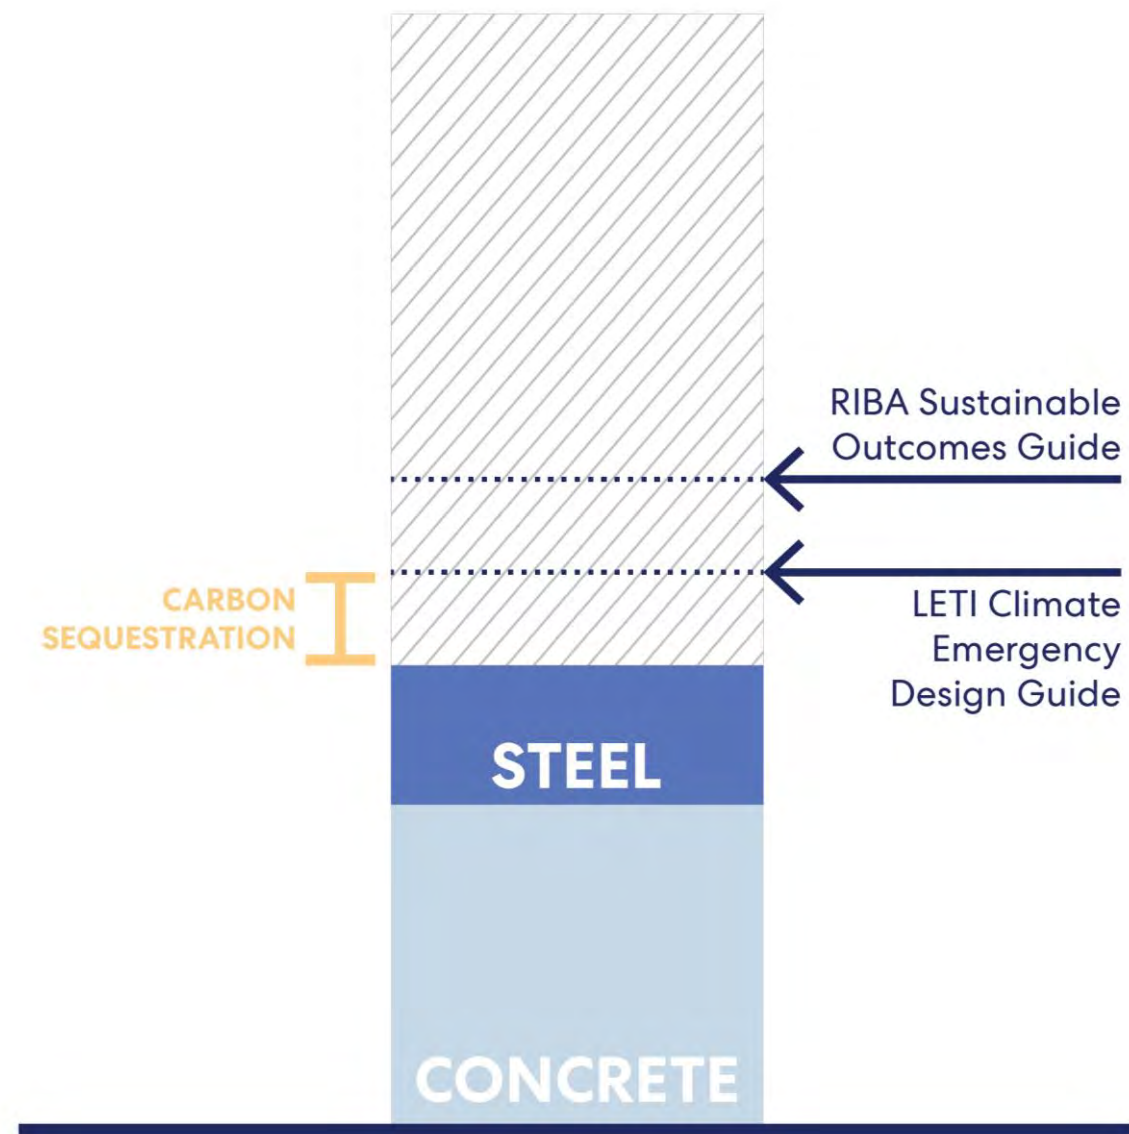 RIBA Sustainable
Outcomes Guide
CARBON
SEQUESTRATION
LETI Climate
Emergency
Design Guide
STEEL
CONCRETE